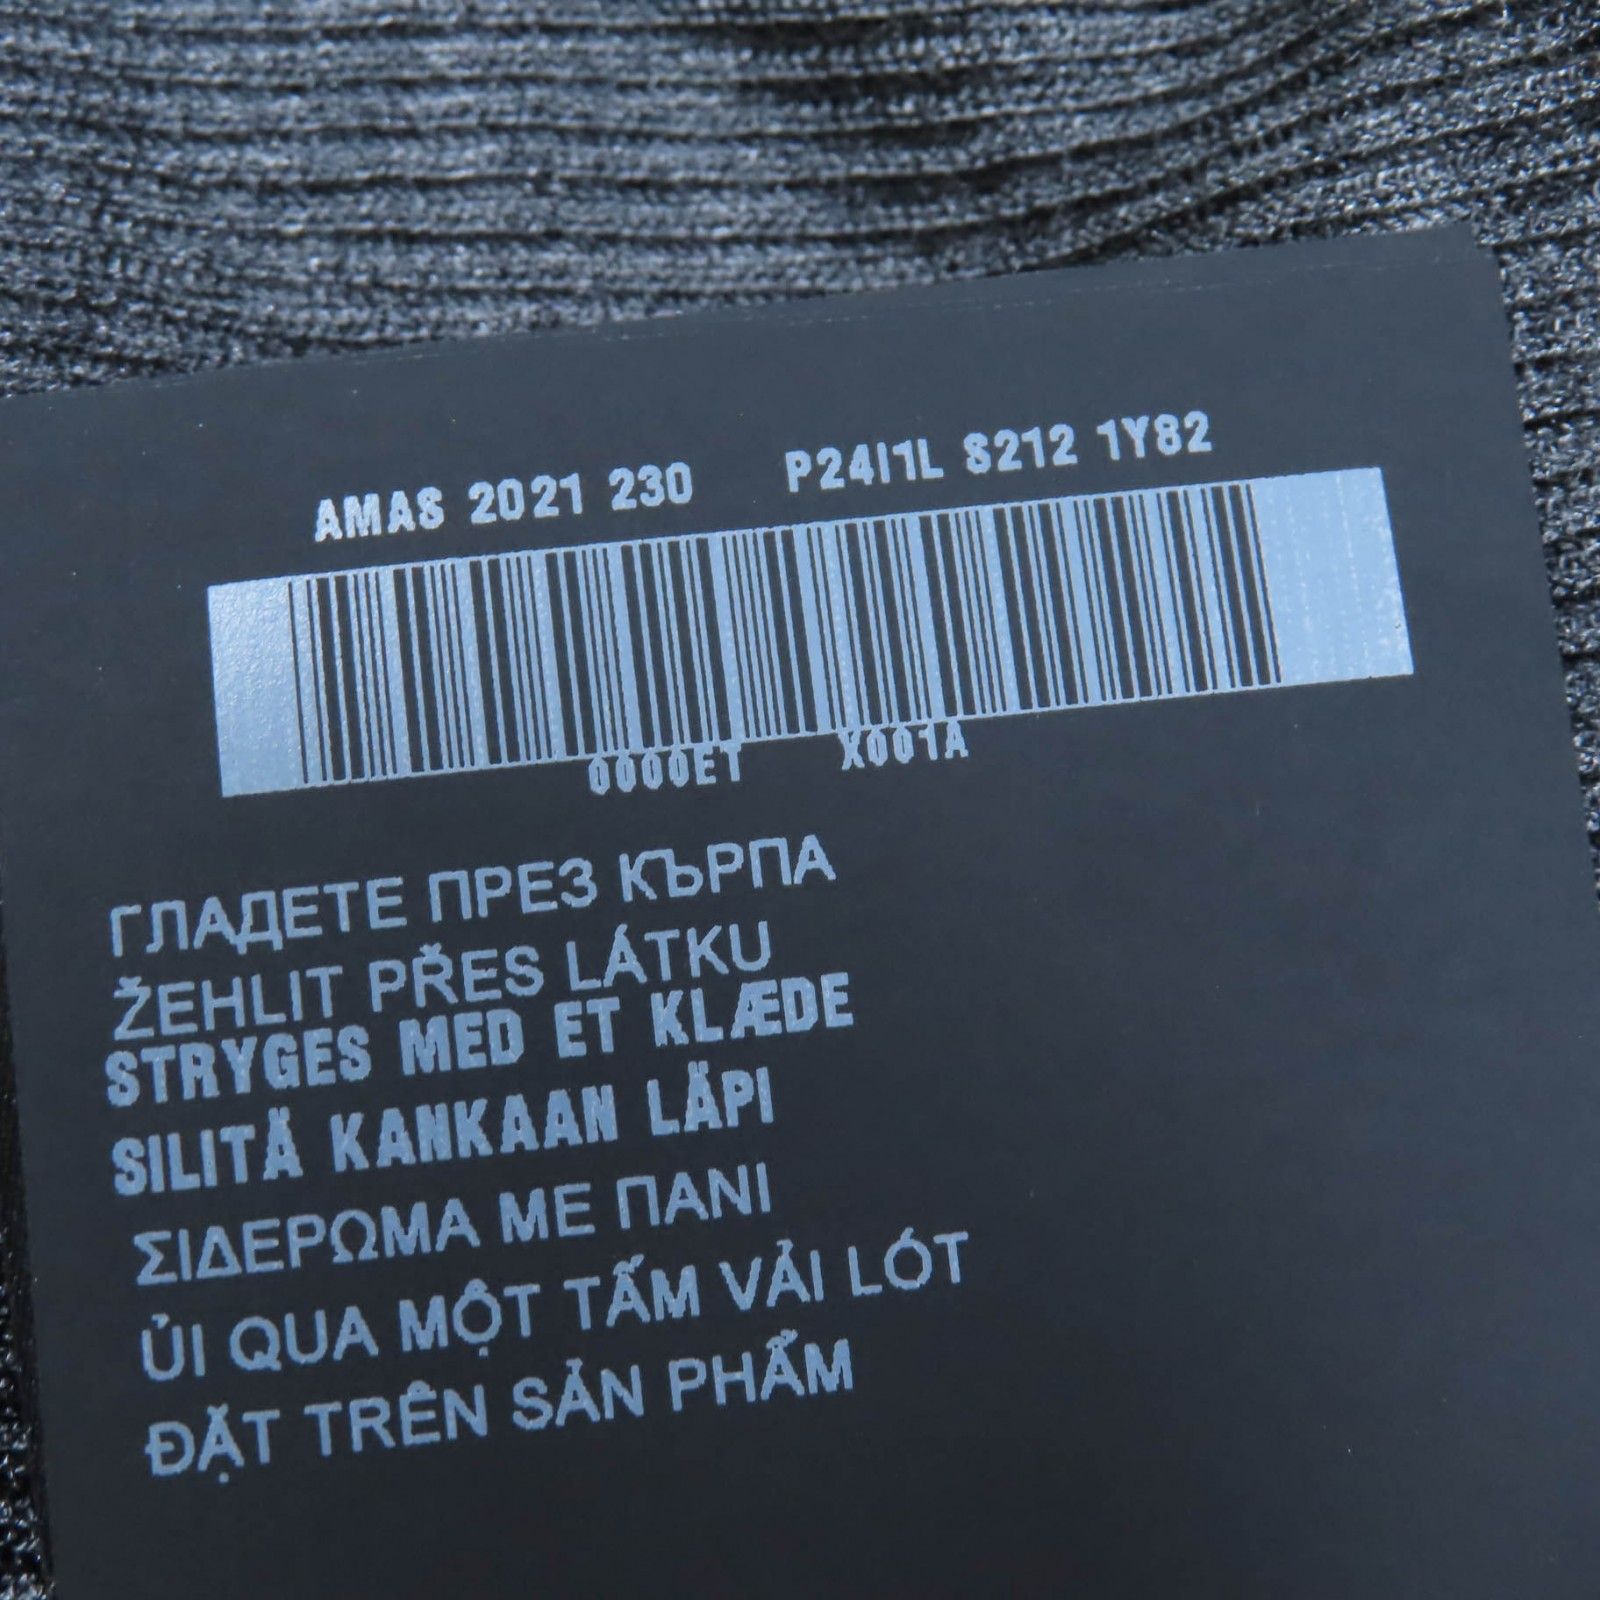 AMAS 2021 230 P24I1L S212 1Y82
0000ET X001A
ГЛАДЕТЕ ПРЕЗ КЪРПА
ŽEHLIT PŘES LÁTKU
STRYGES MED ET KLÆDE
SILITÄ KANKAAN LÄPI
ΣΙΔΕΡΩΜΑ ΜΕ ΠΑΝΙ
ỦI QUA MỘT TẤM VẢI LÓT
ĐẶT TRÊN SẢN PHẨM